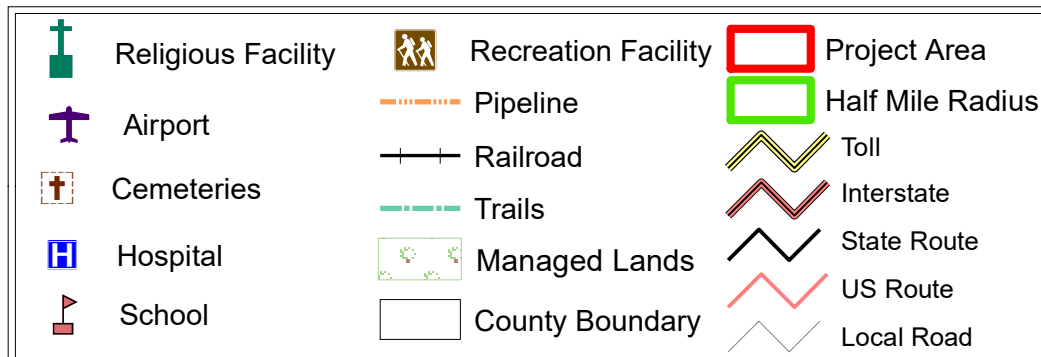 Religious Facility
Airport
Cemeteries
H Hospital
School
Recreation Facility
Pipeline
Railroad
Trails
Managed Lands
County Boundary
Project Area
Half Mile Radius
Toll
Interstate
State Route
US Route
Local Road